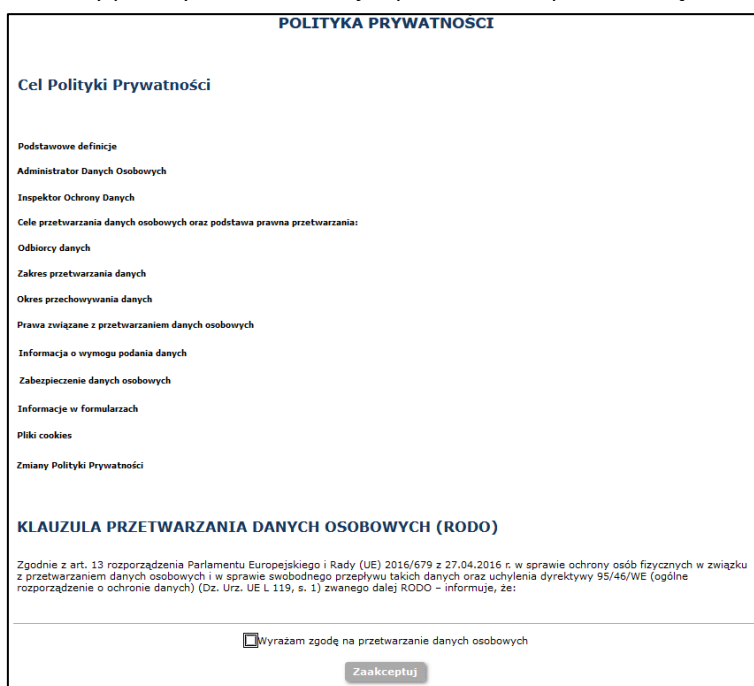 POLITYKA PRYWATNOŚCI
Cel Polityki Prywatności
Podstawowe definicje
Administrator Danych Osobowych
Inspektor Ochrony Danych
Cele przetwarzania danych osobowych oraz podstawa prawna przetwarzania:
Odbiorcy danych
Zakres przetwarzania danych
Okres przechowywania danych
Prawa związane z przetwarzaniem danych osobowych
Informacja o wymogu podania danych
Zabezpieczenie danych osobowych
Informacje w formularzach
Pliki cookies
Zmiany Polityki Prywatności
KLAUZULA PRZETWARZANIA DANYCH OSOBOWYCH (RODO)
Zgodnie z art. 13 rozporządzenia Parlamentu Europejskiego i Rady (UE) 2016/679 z 27.04.2016 r. w sprawie ochrony osób fizycznych w związku
z przetwarzaniem danych osobowych i w sprawie swobodnego przepływu takich danych oraz uchylenia dyrektywy 95/46/WE (ogólne
rozporządzenie o ochronie danych) (Dz. Urz. UE L 119, s. 1) zwanego dalej RODO – informuje, że:
Wyrażam zgodę na przetwarzanie danych osobowych
Zaakceptuj